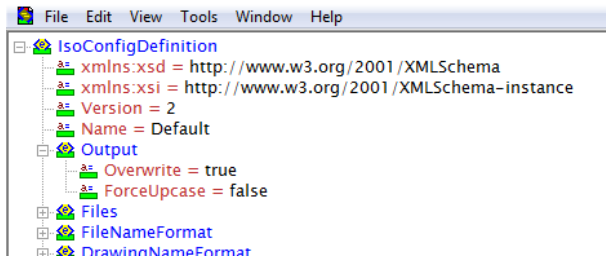 File Edit View Tools Window Help
IsoConfigDefinition
xmlns:xsd = http://www.w3.org/2001/XMLSchema
xmlns:xsi = http://www.w3.org/2001/XMLSchema-instance
Version = 2
Name = Default
Output
Overwrite = true
ForceUpcase = false
Files
FileNameFormat
DrawingNameFormat